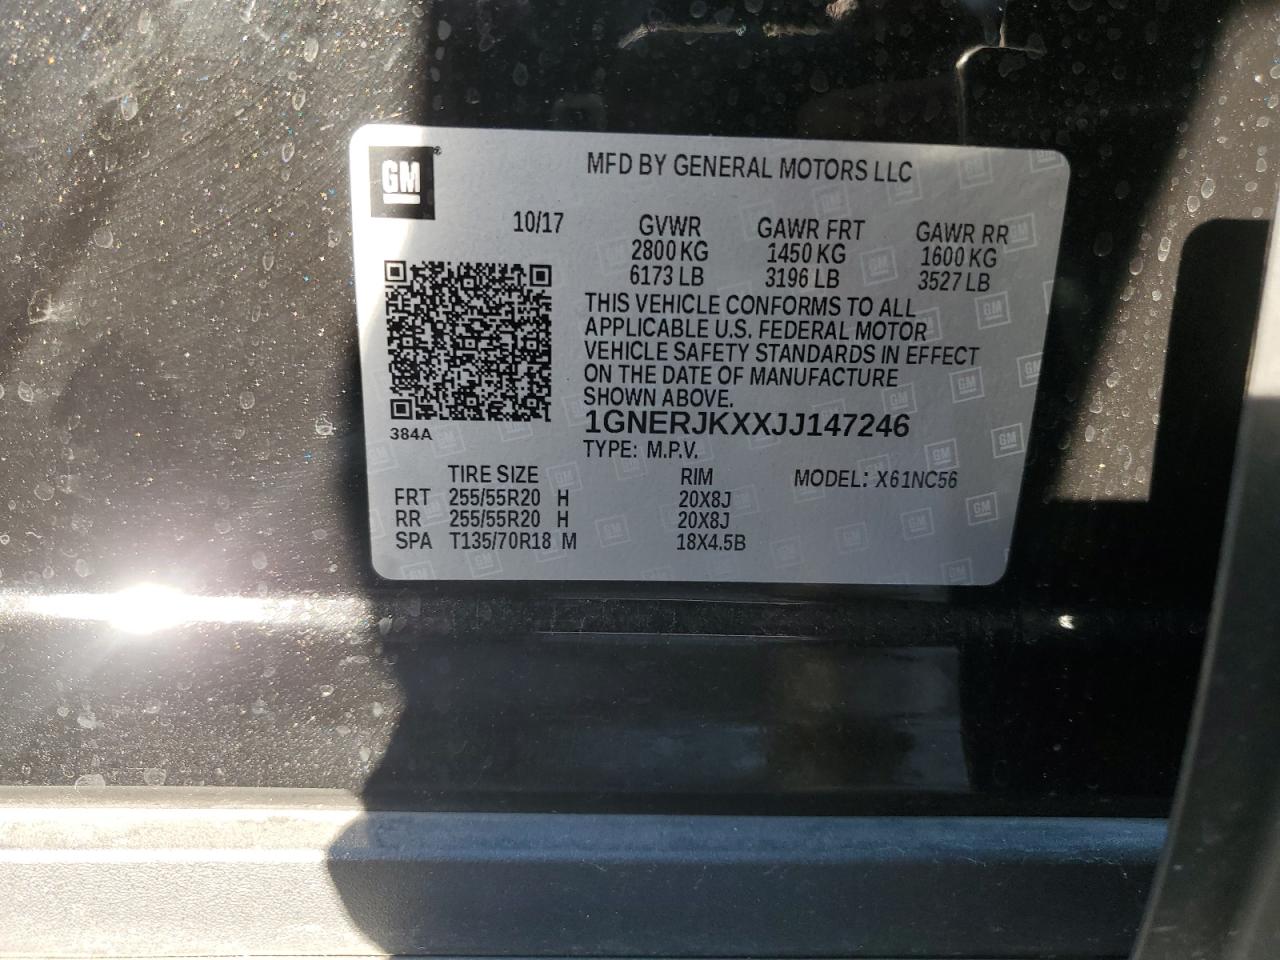 GM
MFD BY GENERAL MOTORS LLC
10/17 GVWR GAWR FRT GAWR RR
2800 KG 1450 KG 1600 KG
6173 LB 3196 LB 3527 LB
THIS VEHICLE CONFORMS TO ALL
APPLICABLE U.S. FEDERAL MOTOR
VEHICLE SAFETY STANDARDS IN EFFECT
ON THE DATE OF MANUFACTURE
SHOWN ABOVE.
384A
1GNERJKXXJJ147246
TYPE: M.P.V.
TIRE SIZE RIM MODEL: X61NC56
FRT 255/55R20 H 20X8J
RR 255/55R20 H 20X8J
SPA T135/70R18 M 18X4.5B